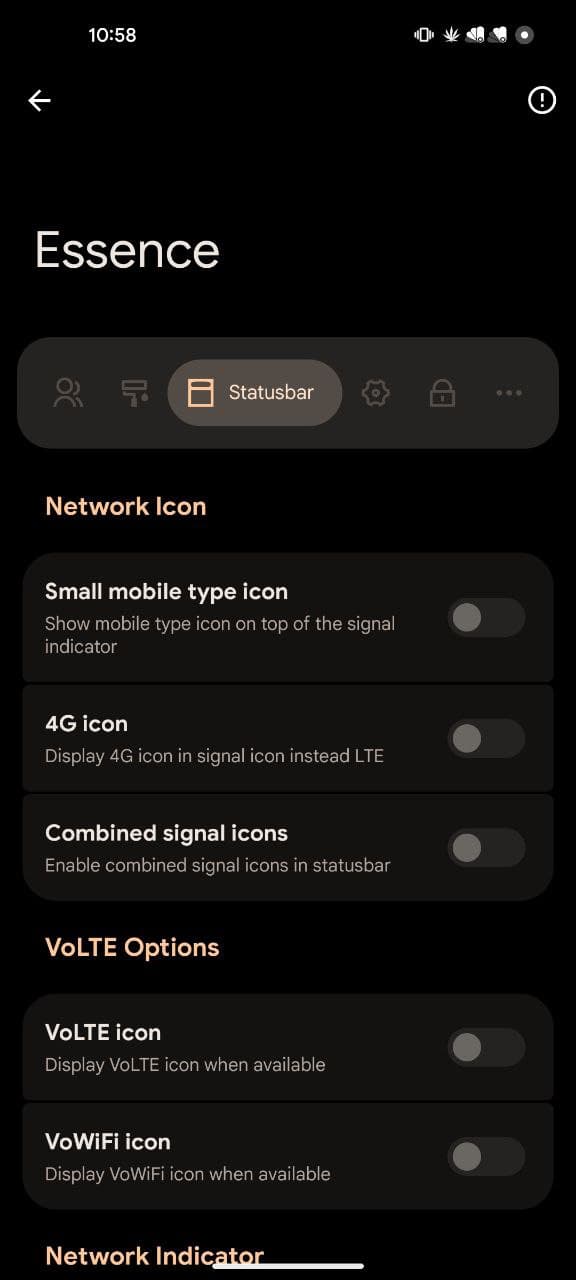 10:58
Essence
Statusbar
Network Icon
Small mobile type icon
Show mobile type icon on top of the signal
indicator
4G icon
Display 4G icon in signal icon instead LTE
Combined signal icons
Enable combined signal icons in statusbar
VoLTE Options
VoLTE icon
Display VoLTE icon when available
VoWiFi icon
Display VoWiFi icon when available
Network Indicator